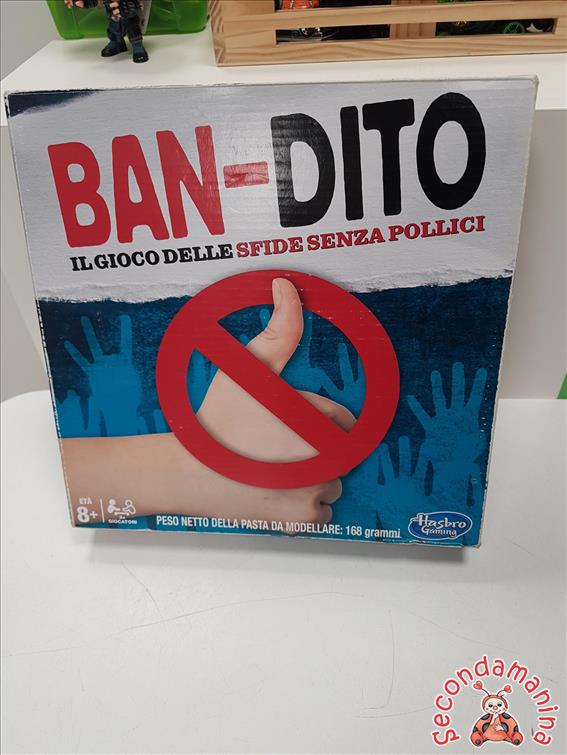 BAN-DITO
IL GIOCO DELLE SFIDE SENZA POLLICI
ETÀ
8+
GIOCATORI
PESO NETTO DELLA PASTA DA MODELLARE: 168 grammi
Hasbro
Gaming
Secondamanina